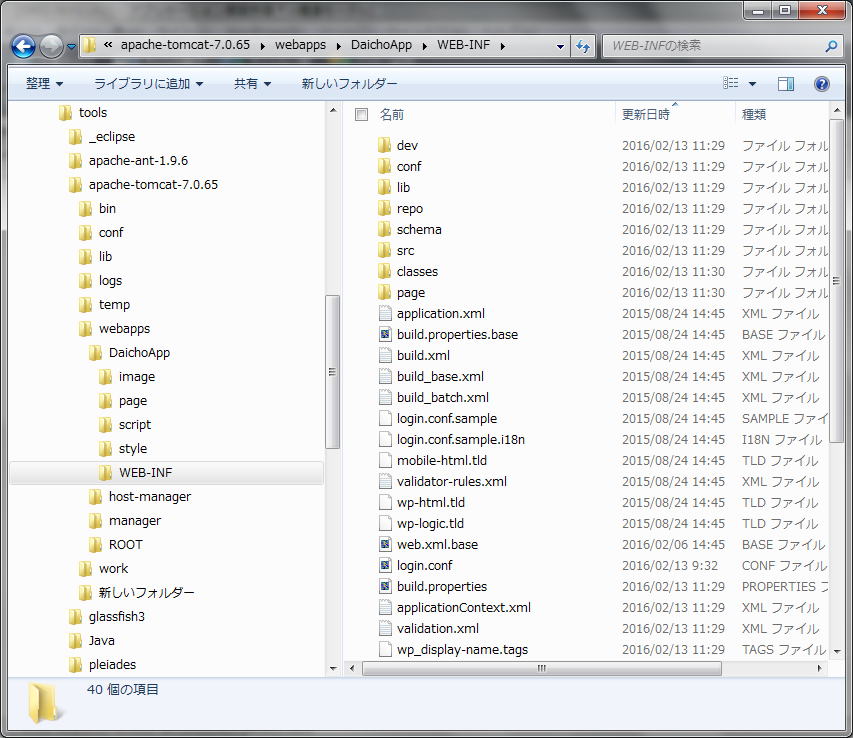 « apache-tomcat-7.0.65 ▸ webapps ▸ DaichoApp ▸ WEB-INF ▸
WEB-INFの検索
整理 ライブラリに追加 共有 新しいフォルダー
tools
_eclipse
apache-ant-1.9.6
apache-tomcat-7.0.65
bin
conf
lib
logs
temp
webapps
DaichoApp
image
page
script
style
WEB-INF
host-manager
manager
ROOT
work
新しいフォルダー
glassfish3
Java
pleiades
名前 更新日時 種類
dev 2016/02/13 11:29 ファイル フォル
conf 2016/02/13 11:29 ファイル フォル
lib 2016/02/13 11:29 ファイル フォル
repo 2016/02/13 11:29 ファイル フォル
schema 2016/02/13 11:29 ファイル フォル
src 2016/02/13 11:29 ファイル フォル
classes 2016/02/13 11:30 ファイル フォル
page 2016/02/13 11:30 ファイル フォル
application.xml 2015/08/24 14:45 XML ファイル
build.properties.base 2015/08/24 14:45 BASE ファイル
build.xml 2015/08/24 14:45 XML ファイル
build_base.xml 2015/08/24 14:45 XML ファイル
build_batch.xml 2015/08/24 14:45 XML ファイル
login.conf.sample 2015/08/24 14:45 SAMPLE ファイ
login.conf.sample.i18n 2015/08/24 14:45 I18N ファイル
mobile-html.tld 2015/08/24 14:45 TLD ファイル
validator-rules.xml 2015/08/24 14:45 XML ファイル
wp-html.tld 2015/08/24 14:45 TLD ファイル
wp-logic.tld 2015/08/24 14:45 TLD ファイル
web.xml.base 2016/02/06 14:45 BASE ファイル
login.conf 2016/02/13 9:32 CONF ファイル
build.properties 2016/02/13 11:29 PROPERTIES フ
applicationContext.xml 2016/02/13 11:29 XML ファイル
validation.xml 2016/02/13 11:29 XML ファイル
wp_display-name.tags 2016/02/13 11:29 TAGS ファイル
40 個の項目